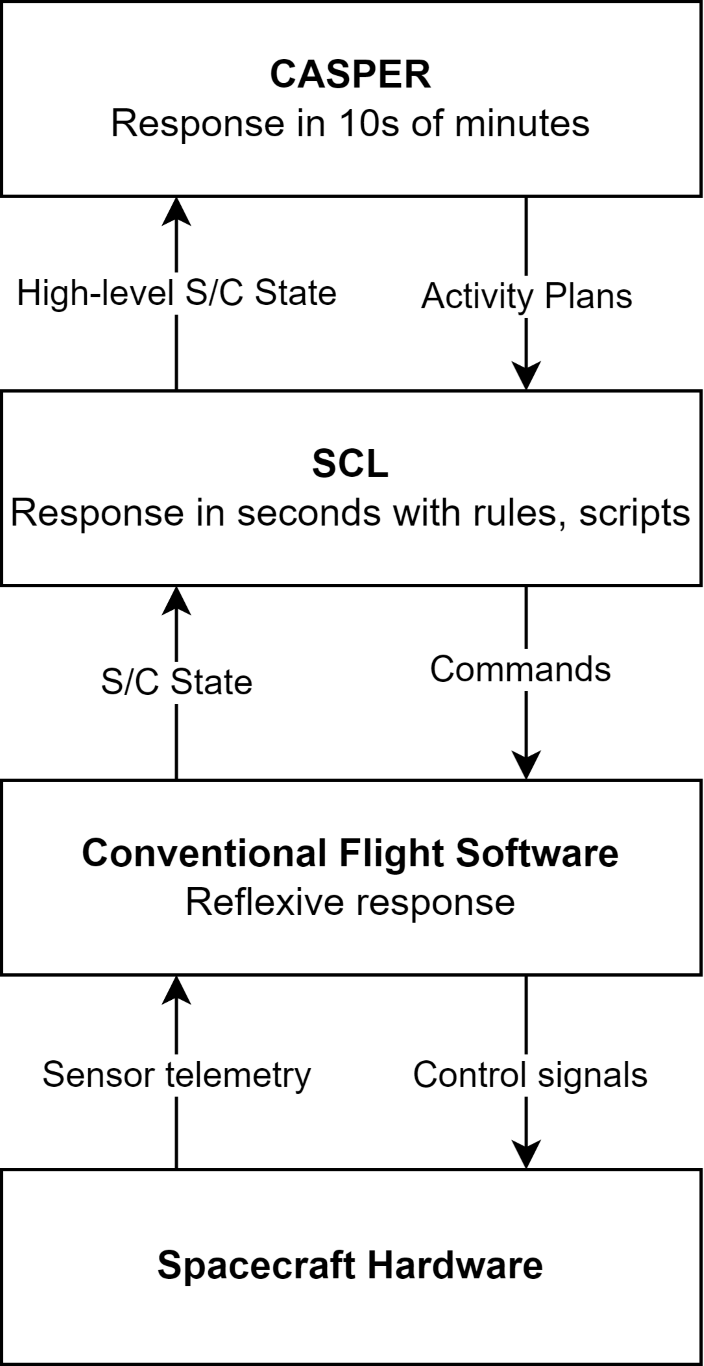 CASPER
Response in 10s of minutes
High-level S/C State
Activity Plans
SCL
Response in seconds with rules, scripts
S/C State
Commands
Conventional Flight Software
Reflexive response
Sensor telemetry
Control signals
Spacecraft Hardware